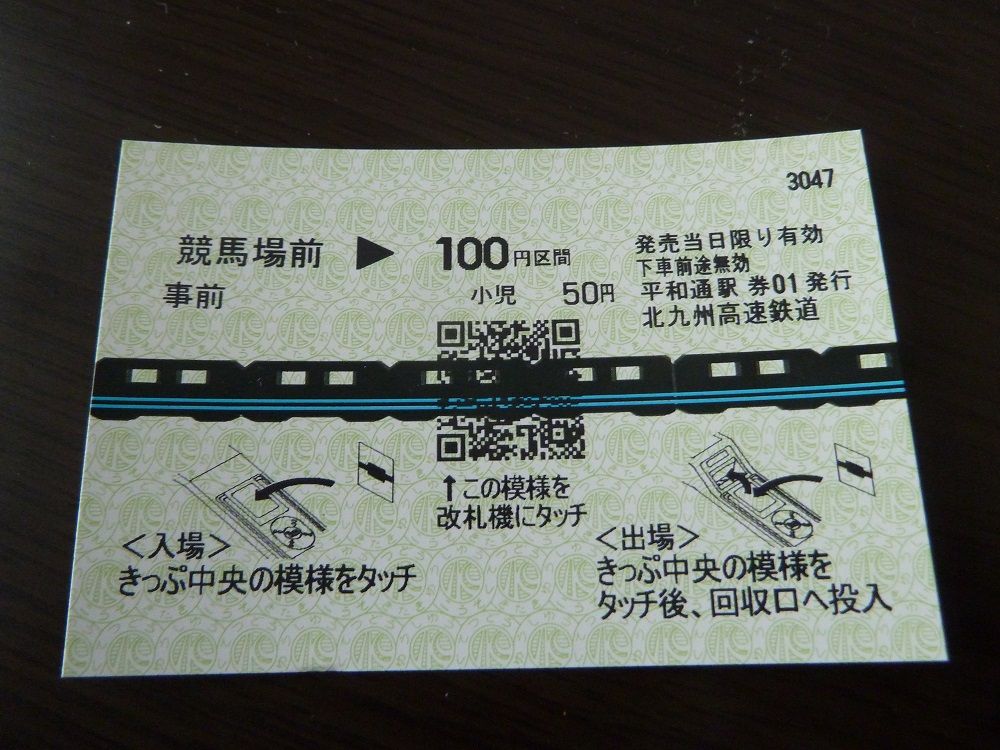 3047
競馬場前 ▶ 100円区間
事前
小児 50円
発売当日限り有効
下車前途無効
平和通駅 券01発行
北九州高速鉄道
↑この模様を
改札機にタッチ
<入場>
きっぷ中央の模様をタッチ
<出場>
きっぷ中央の模様を
タッチ後、回収口へ投入